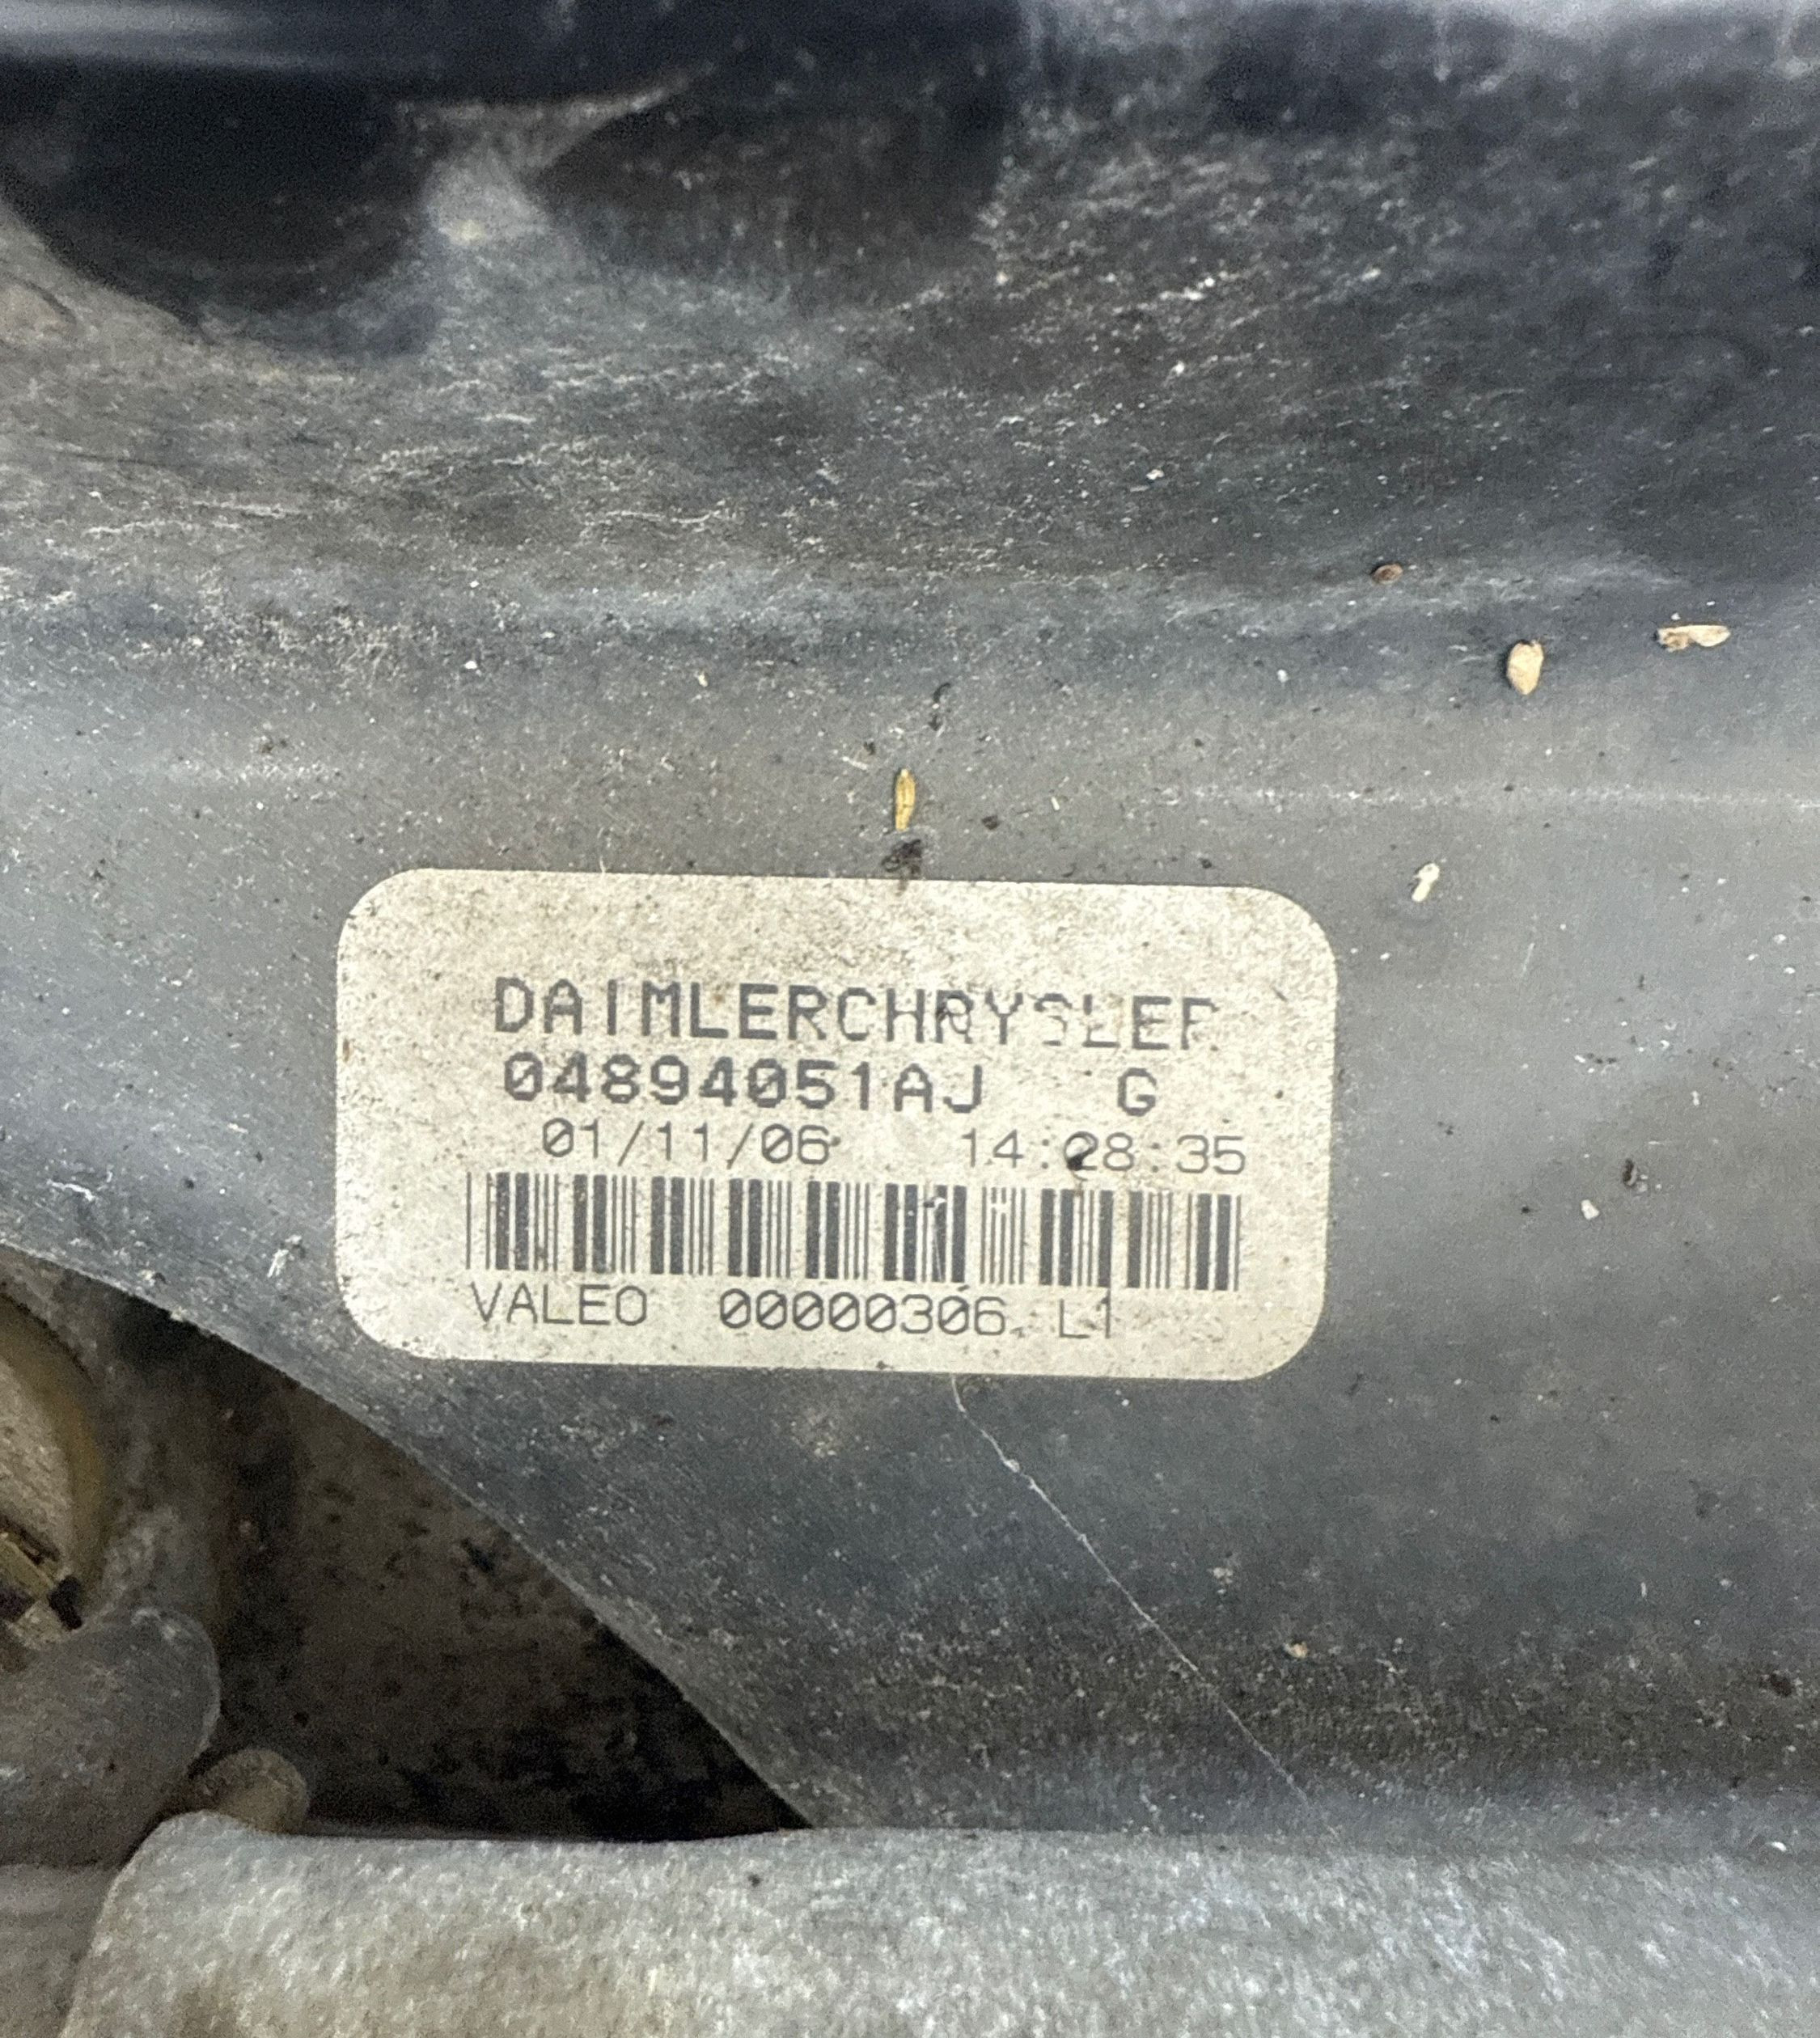 DAIMLERCHRYSLER
04894051AJ G
01/11/06 14:28:35
VALEO 00000306 L1